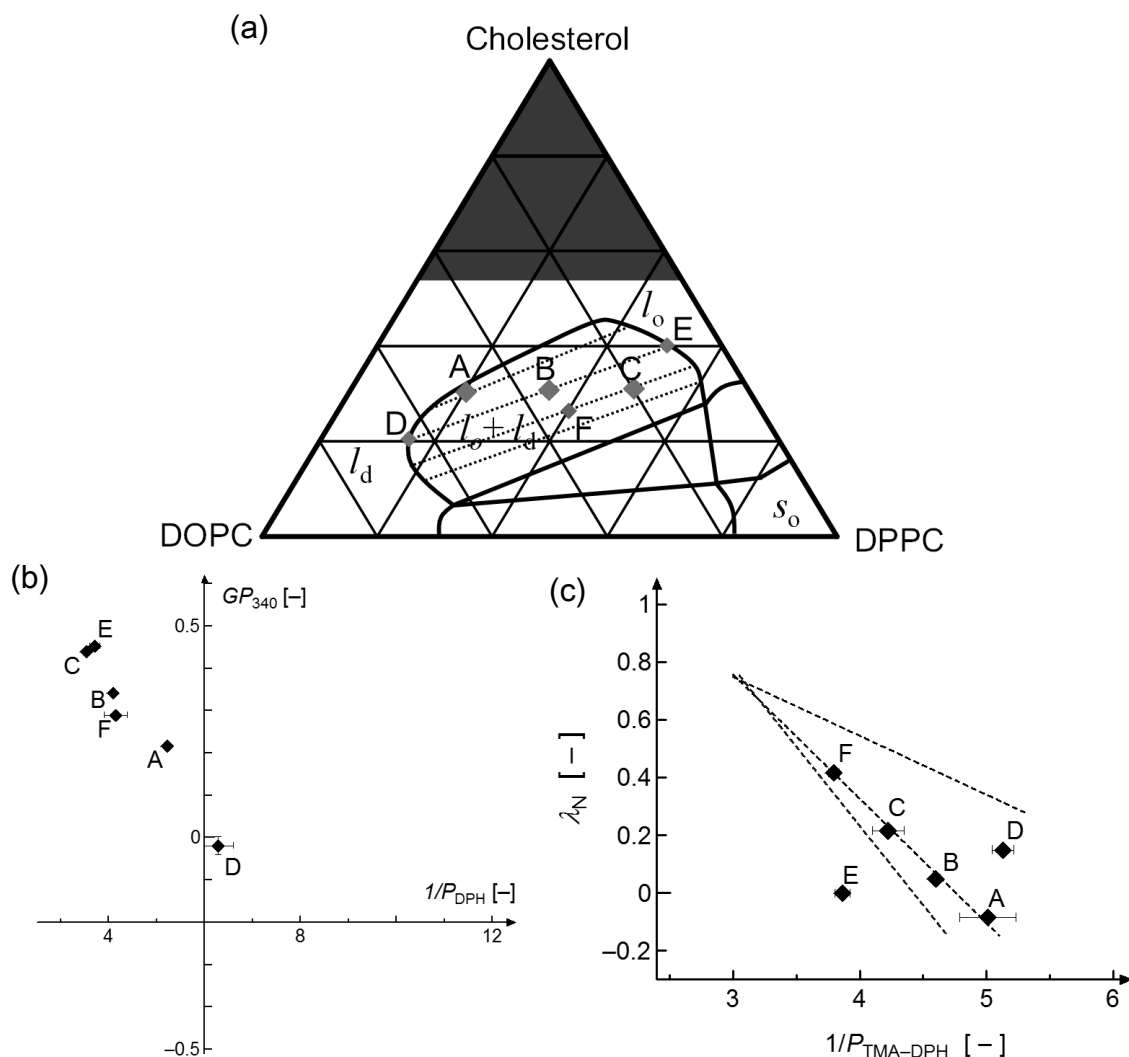 (a)
Cholesterol
lo
E
A
B
C
D
lo+ ld
F
ld
so
DOPC
DPPC
(b)
GP340 [–]
0.5
E
C
B
F
A
0
D
1/PDPH [–]
4
8
12
–0.5
(c)
1
0.8
0.6
0.4
0.2
0
–0.2
λN [–]
F
C
D
B
E
A
3
4
5
6
1/PTMA–DPH [–]